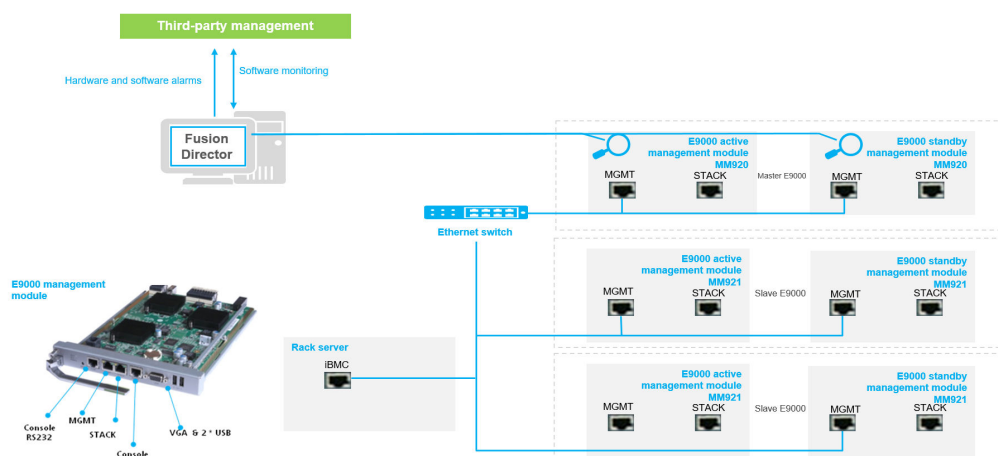 Third-party management
Hardware and software alarms
Software monitoring
Fusion
Director
E9000 active
management module
MM920
MGMT
STACK
Master E9000
E9000 standby
management module
MM920
MGMT
STACK
Ethernet switch
E9000 active
management module
MM921
MGMT
STACK
Slave E9000
E9000 standby
management module
MM921
MGMT
STACK
E9000 management
module
Console
RS232
MGMT
STACK
Console
VGA & 2 * USB
Rack server
iBMC
E9000 active
management module
MM921
MGMT
STACK
Slave E9000
E9000 standby
management module
MM921
MGMT
STACK